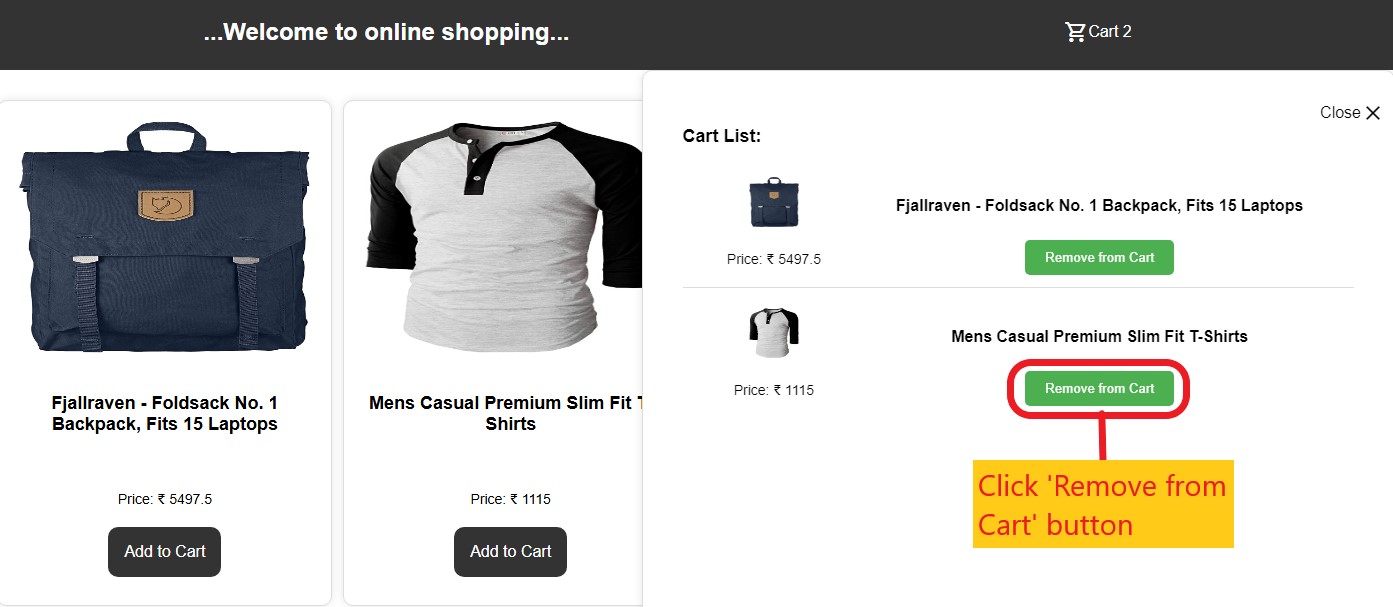 ...Welcome to online shopping...
Cart 2
Close
Cart List:
Fjallraven - Foldsack No. 1 Backpack, Fits 15 Laptops
Price: ₹ 5497.5
Remove from Cart
Mens Casual Premium Slim Fit T-Shirts
Price: ₹ 1115
Remove from Cart
Click 'Remove from
Cart' button
Fjallraven - Foldsack No. 1
Backpack, Fits 15 Laptops
Price: ₹ 5497.5
Add to Cart
Mens Casual Premium Slim Fit T
Shirts
Price: ₹ 1115
Add to Cart